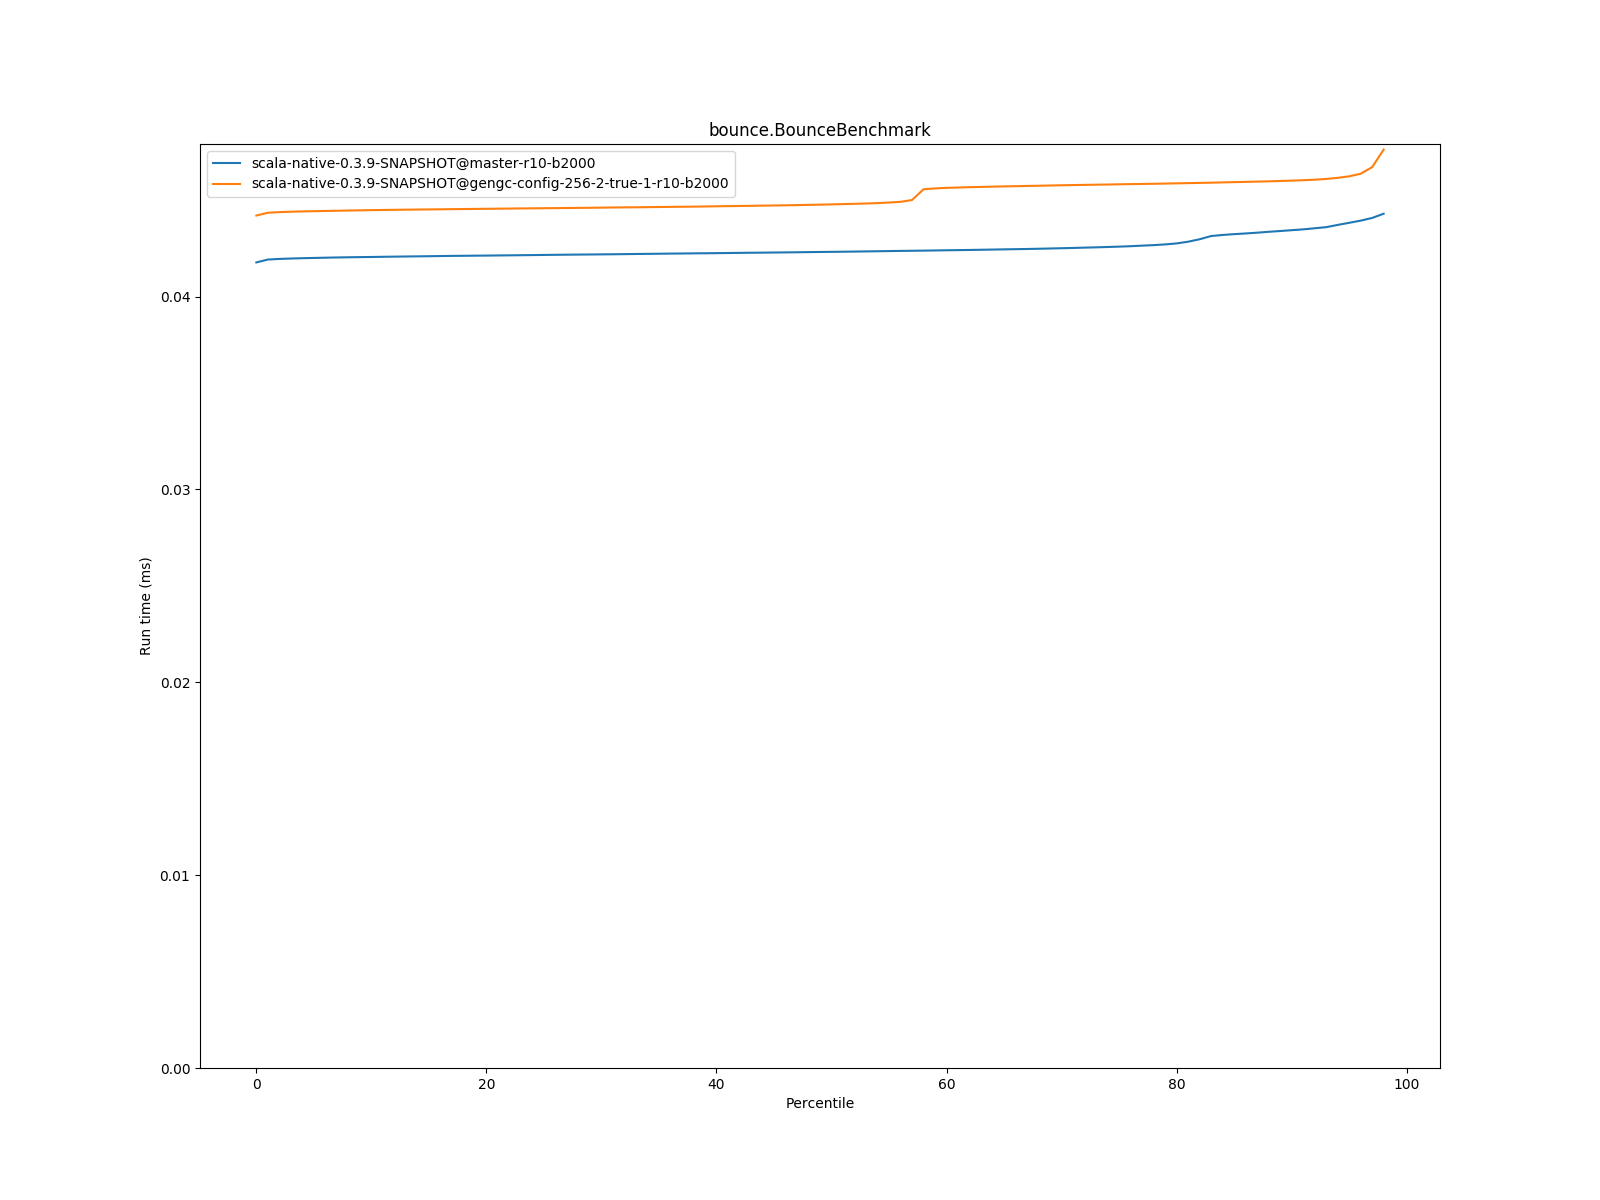 bounce.BounceBenchmark
scala-native-0.3.9-SNAPSHOT@master-r10-b2000
scala-native-0.3.9-SNAPSHOT@gengc-config-256-2-true-1-r10-b2000
0.04
0.03
0.02
0.01
0.00
Run time (ms)
0 20 40 60 80 100
Percentile